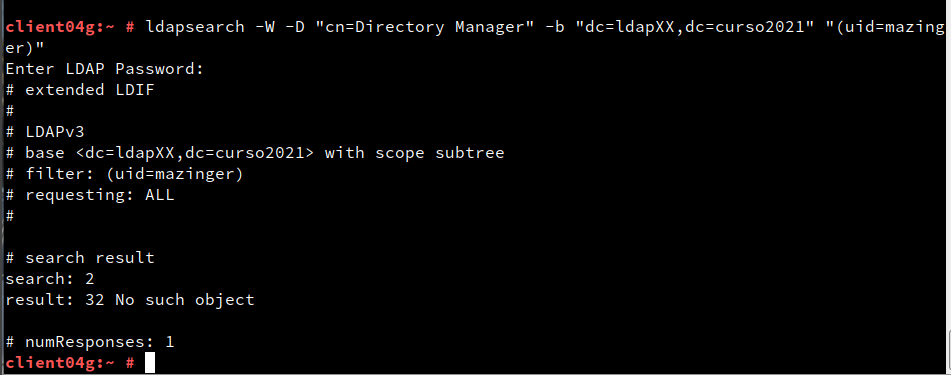 client04g:~ # ldapsearch -W -D "cn=Directory Manager" -b "dc=ldapXX,dc=curso2021" "(uid=mazing
er)"
Enter LDAP Password:
# extended LDIF
#
# LDAPv3
# base <dc=ldapXX,dc=curso2021> with scope subtree
# filter: (uid=mazinger)
# requesting: ALL
#
# search result
search: 2
result: 32 No such object
# numResponses: 1
client04g:~ #